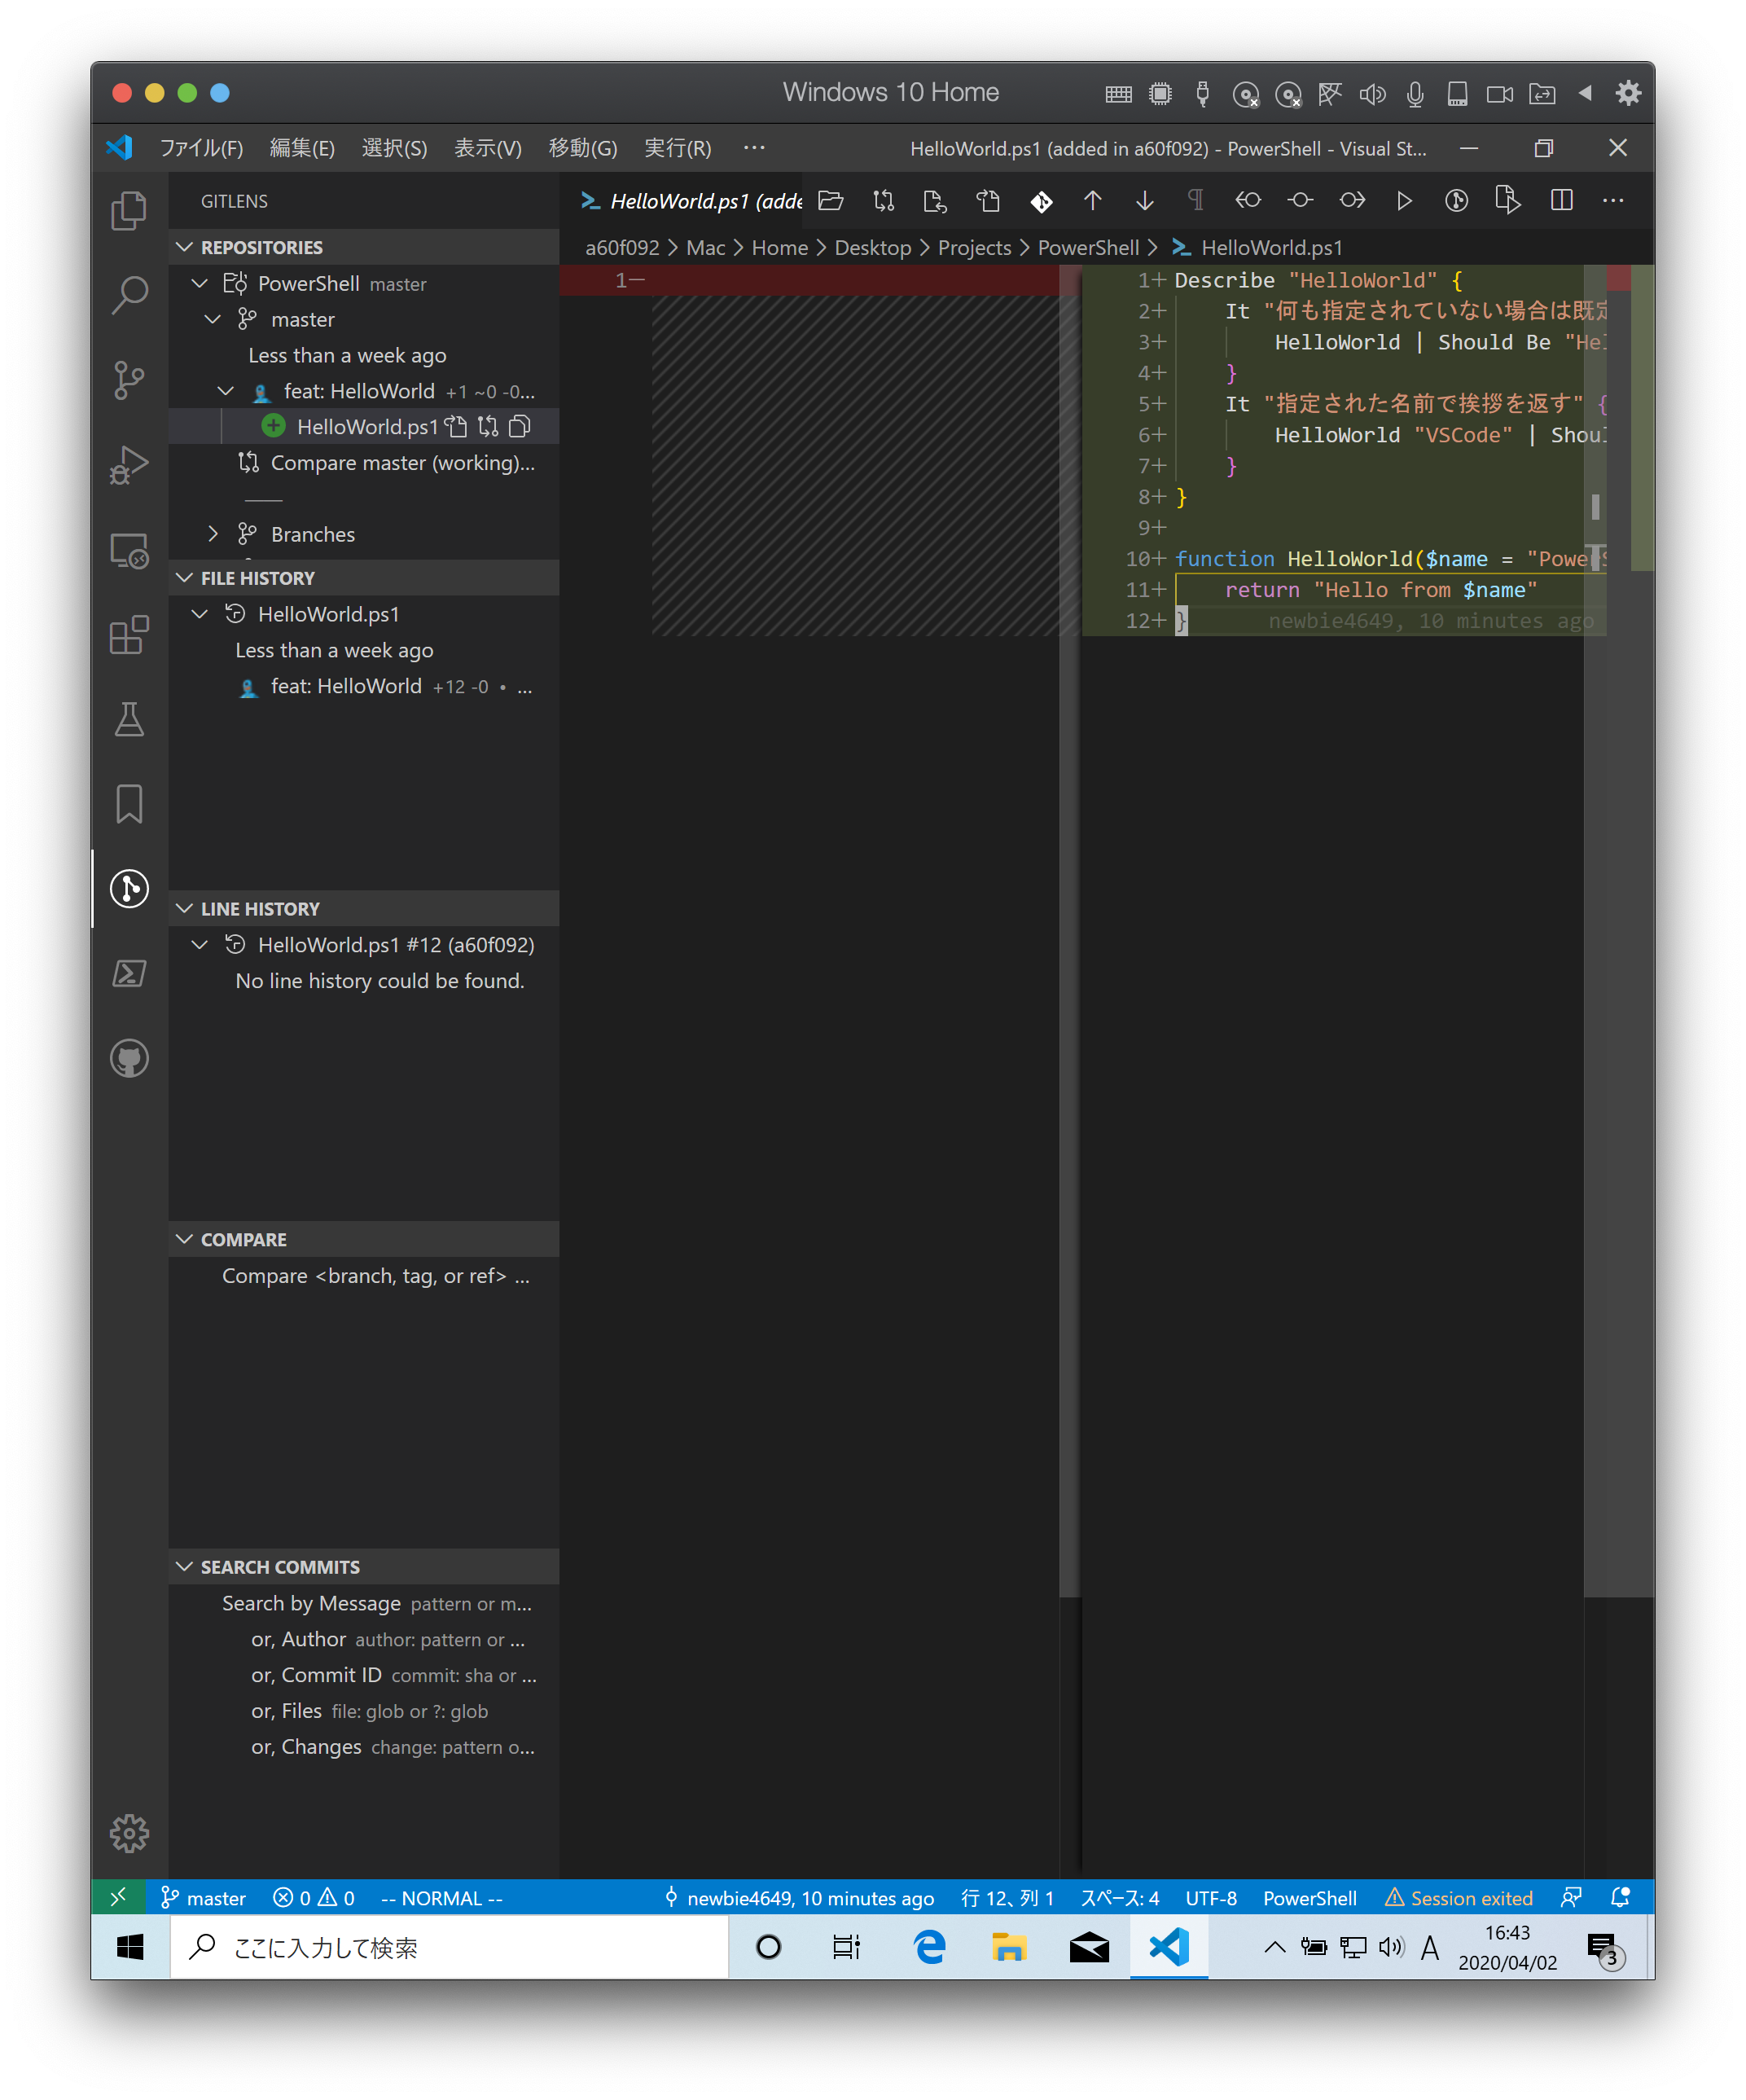 Windows 10 Home
ファイル(F) 編集(E) 選択(S) 表示(V) 移動(G) 実行(R) ··· HelloWorld.ps1 (added in a60f092) - PowerShell - Visual St...
GITLENS
REPOSITORIES
PowerShell master
master
Less than a week ago
feat: HelloWorld +1 ~0 -0...
HelloWorld.ps1
Compare master (working)...
Branches
FILE HISTORY
HelloWorld.ps1
Less than a week ago
feat: HelloWorld +12 -0 • ...
LINE HISTORY
HelloWorld.ps1 #12 (a60f092)
No line history could be found.
COMPARE
Compare <branch, tag, or ref> ...
SEARCH COMMITS
Search by Message pattern or m...
or, Author author: pattern or ...
or, Commit ID commit: sha or ...
or, Files file: glob or ?: glob
or, Changes change: pattern o...
HelloWorld.ps1 (adde
a60f092 > Mac > Home > Desktop > Projects > PowerShell > HelloWorld.ps1
1−
1+ Describe "HelloWorld" {
2+ It "何も指定されていない場合は既定
3+ HelloWorld | Should Be "Hel
4+ }
5+ It "指定された名前で挨拶を返す" {
6+ HelloWorld "VSCode" | Shoul
7+ }
8+ }
9+
10+ function HelloWorld($name = "PowerS
11+ return "Hello from $name"
12+ } newbie4649, 10 minutes ago
master 0 0 -- NORMAL -- newbie4649, 10 minutes ago 行 12、列 1 スペース: 4 UTF-8 PowerShell Session exited
ここに入力して検索
A
16:43
2020/04/02
3